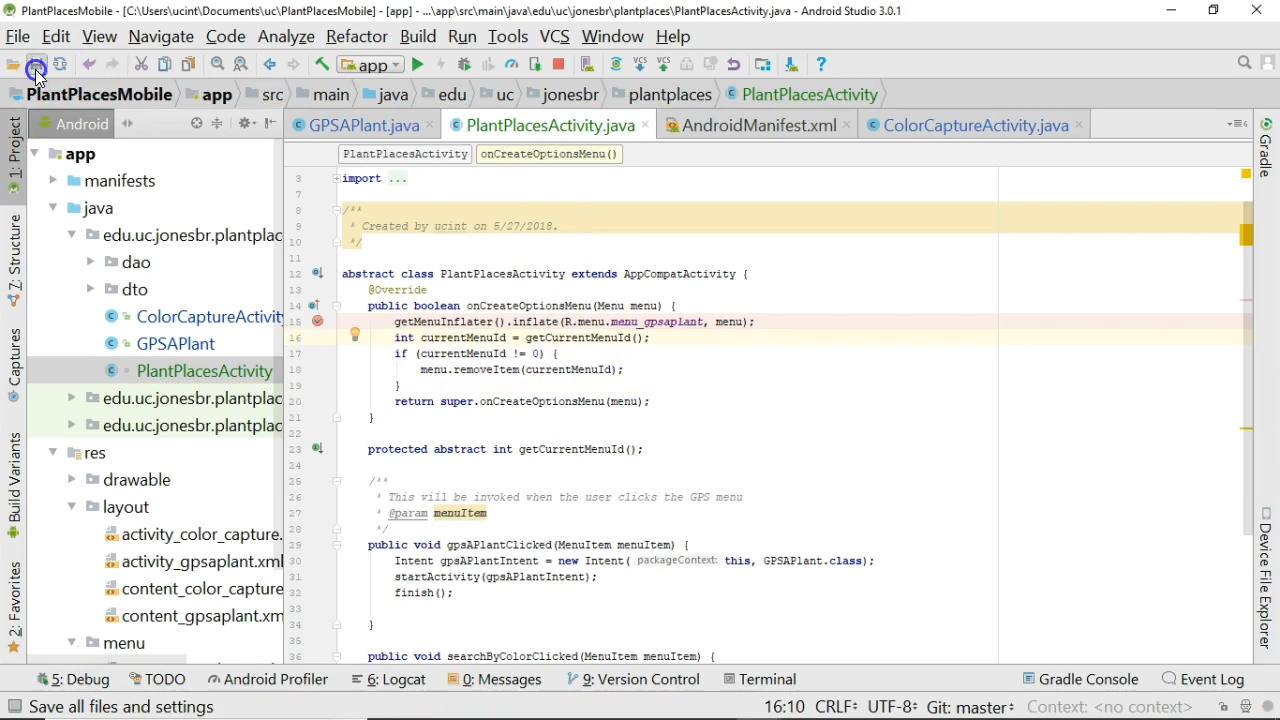 PlantPlacesMobile - [C:\Users\ucint\Documents\uc\PlantPlacesMobile] - [app] - ...\app\src\main\java\edu\uc\jonesbr\plantplaces\PlantPlacesActivity.java - Android Studio 3.0.1
File Edit View Navigate Code Analyze Refactor Build Run Tools VCS Window Help
app
PlantPlacesMobile app src main java edu uc jonesbr plantplaces PlantPlacesActivity
Android GPSAPlant.java PlantPlacesActivity.java AndroidManifest.xml ColorCaptureActivity.java
PlantPlacesActivity onCreateOptionsMenu()
1: Project
Z: Structure
Captures
Build Variants
2: Favorites
app
manifests
java
edu.uc.jonesbr.plantplac
dao
dto
ColorCaptureActivity
GPSAPlant
PlantPlacesActivity
edu.uc.jonesbr.plantplac
edu.uc.jonesbr.plantplac
res
drawable
layout
activity_color_capture.
activity_gpsaplant.xml
content_color_capture
content_gpsaplant.xm
menu
3 import ...
7
8 /**
9 * Created by ucint on 5/27/2018.
10 */
11
12 abstract class PlantPlacesActivity extends AppCompatActivity {
13 @Override
14 public boolean onCreateOptionsMenu(Menu menu) {
15 getMenuInflater().inflate(R.menu.menu_gpsaplant, menu);
16 int currentMenuId = getCurrentMenuId();
17 if (currentMenuId != 0) {
18 menu.removeItem(currentMenuId);
19 }
20 return super.onCreateOptionsMenu(menu);
21 }
22
23 protected abstract int getCurrentMenuId();
24
25 /**
26 * This will be invoked when the user clicks the GPS menu
27 * @param menuItem
28 */
29 public void gpsAPlantClicked(MenuItem menuItem) {
30 Intent gpsAPlantIntent = new Intent( packageContext: this, GPSAPlant.class);
31 startActivity(gpsAPlantIntent);
32 finish();
33
34 }
35
36 public void searchByColorClicked(MenuItem menuItem) {
Gradle
Device File Explorer
5: Debug TODO Android Profiler 6: Logcat 0: Messages 9: Version Control Terminal Gradle Console Event Log
Save all files and settings 16:10 CRLF UTF-8 Git: master Context: <no context>